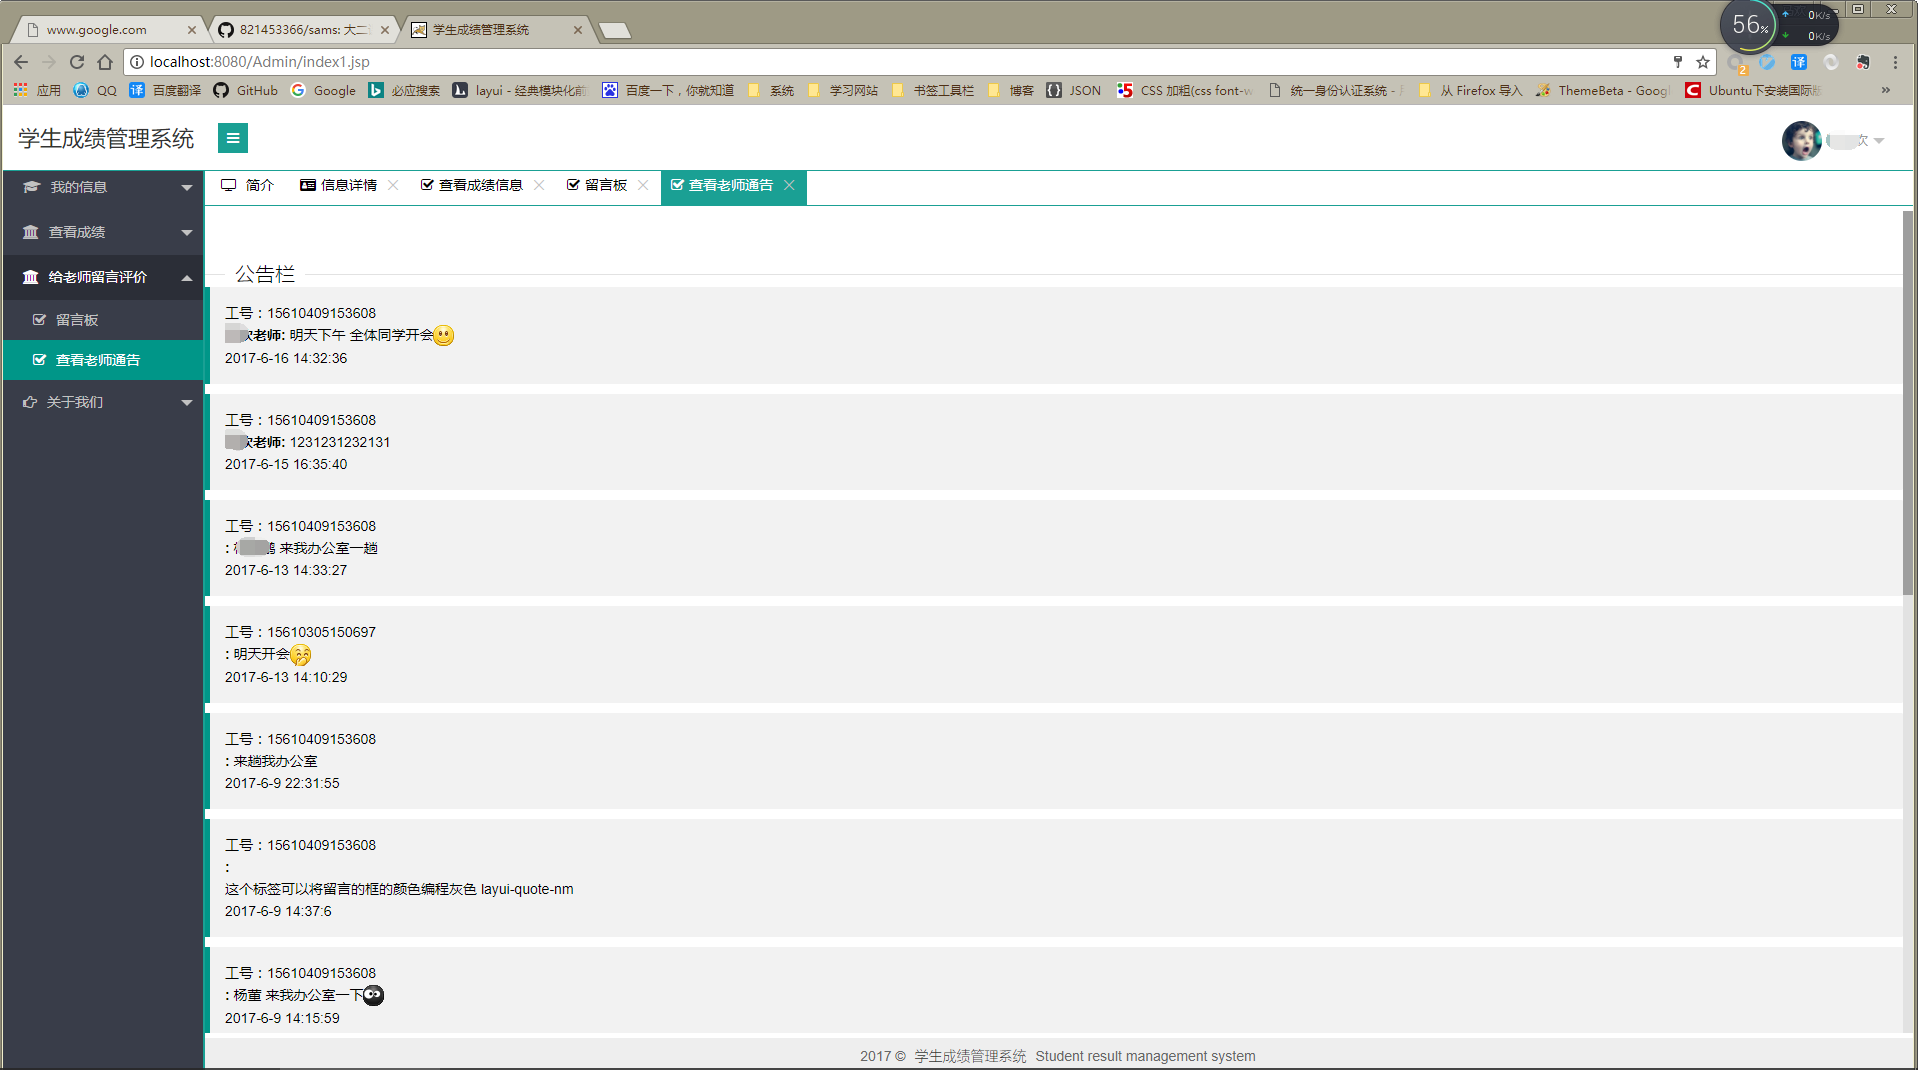 www.google.com
821453366/sams: 大二
学生成绩管理系统
56%
0K/s
0K/s
localhost:8080/Admin/index1.jsp
2
译
应用
QQ
译 百度翻译
GitHub
Google
必应搜索
layui - 经典模块化前
百度一下，你就知道
系统
学习网站
书签工具栏
博客
JSON
CSS 加粗(css font-w
统一身份认证系统 -
从 Firefox 导入
ThemeBeta - Googl
Ubuntu下安装国际版
»
学生成绩管理系统
次
我的信息
查看成绩
给老师留言评价
留言板
查看老师通告
关于我们
简介
信息详情
查看成绩信息
留言板
查看老师通告
公告栏
工号：15610409153608
老师: 明天下午 全体同学开会
2017-6-16 14:32:36
工号：15610409153608
老师: 1231231232131
2017-6-15 16:35:40
工号：15610409153608
: 鹏 来我办公室一趟
2017-6-13 14:33:27
工号：15610305150697
: 明天开会
2017-6-13 14:10:29
工号：15610409153608
: 来趟我办公室
2017-6-9 22:31:55
工号：15610409153608
:
这个标签可以将留言的框的颜色编程灰色 layui-quote-nm
2017-6-9 14:37:6
工号：15610409153608
: 杨董 来我办公室一下
2017-6-9 14:15:59
2017 © 学生成绩管理系统 Student result management system